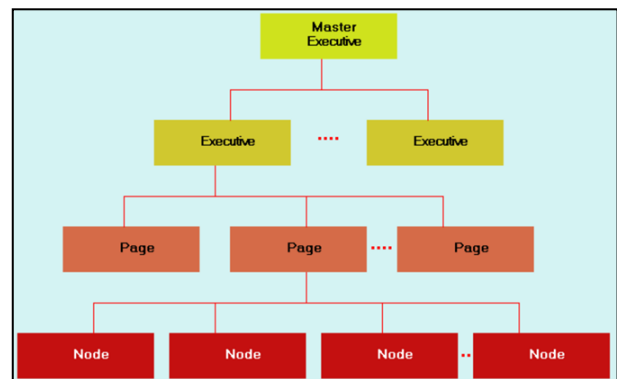 Master
Executive
Executive .... Executive
Page Page .... Page
Node Node Node .. Node